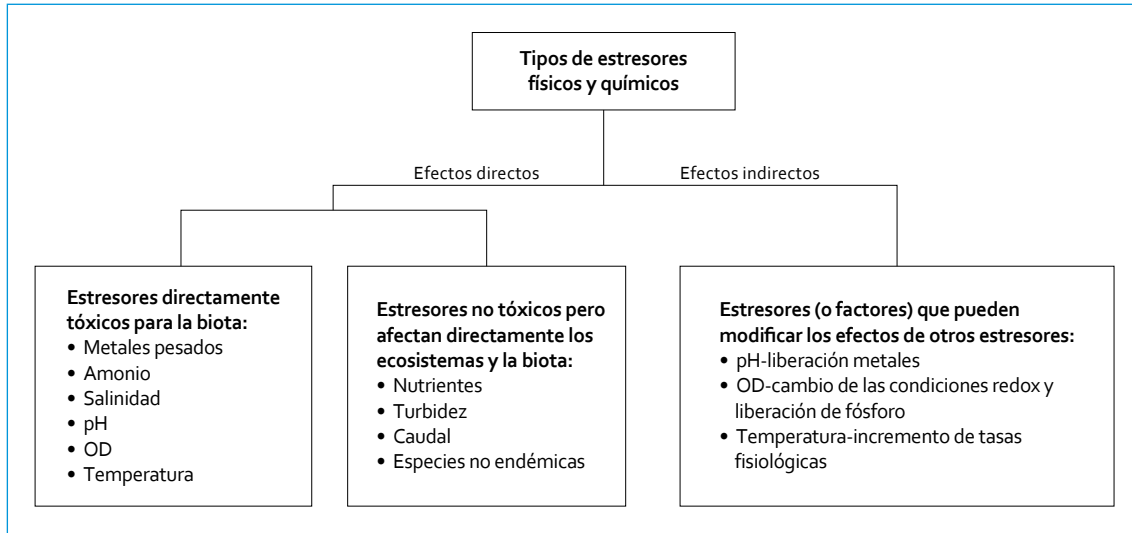 Tipos de estresores
físicos y químicos
Efectos directos
Efectos indirectos
Estresores directamente
tóxicos para la biota:
• Metales pesados
• Amonio
• Salinidad
• pH
• OD
• Temperatura
Estresores no tóxicos pero
afectan directamente los
ecosistemas y la biota:
• Nutrientes
• Turbidez
• Caudal
• Especies no endémicas
Estresores (o factores) que pueden
modificar los efectos de otros estresores:
• pH-liberación metales
• OD-cambio de las condiciones redox y
liberación de fósforo
• Temperatura-incremento de tasas
fisiológicas